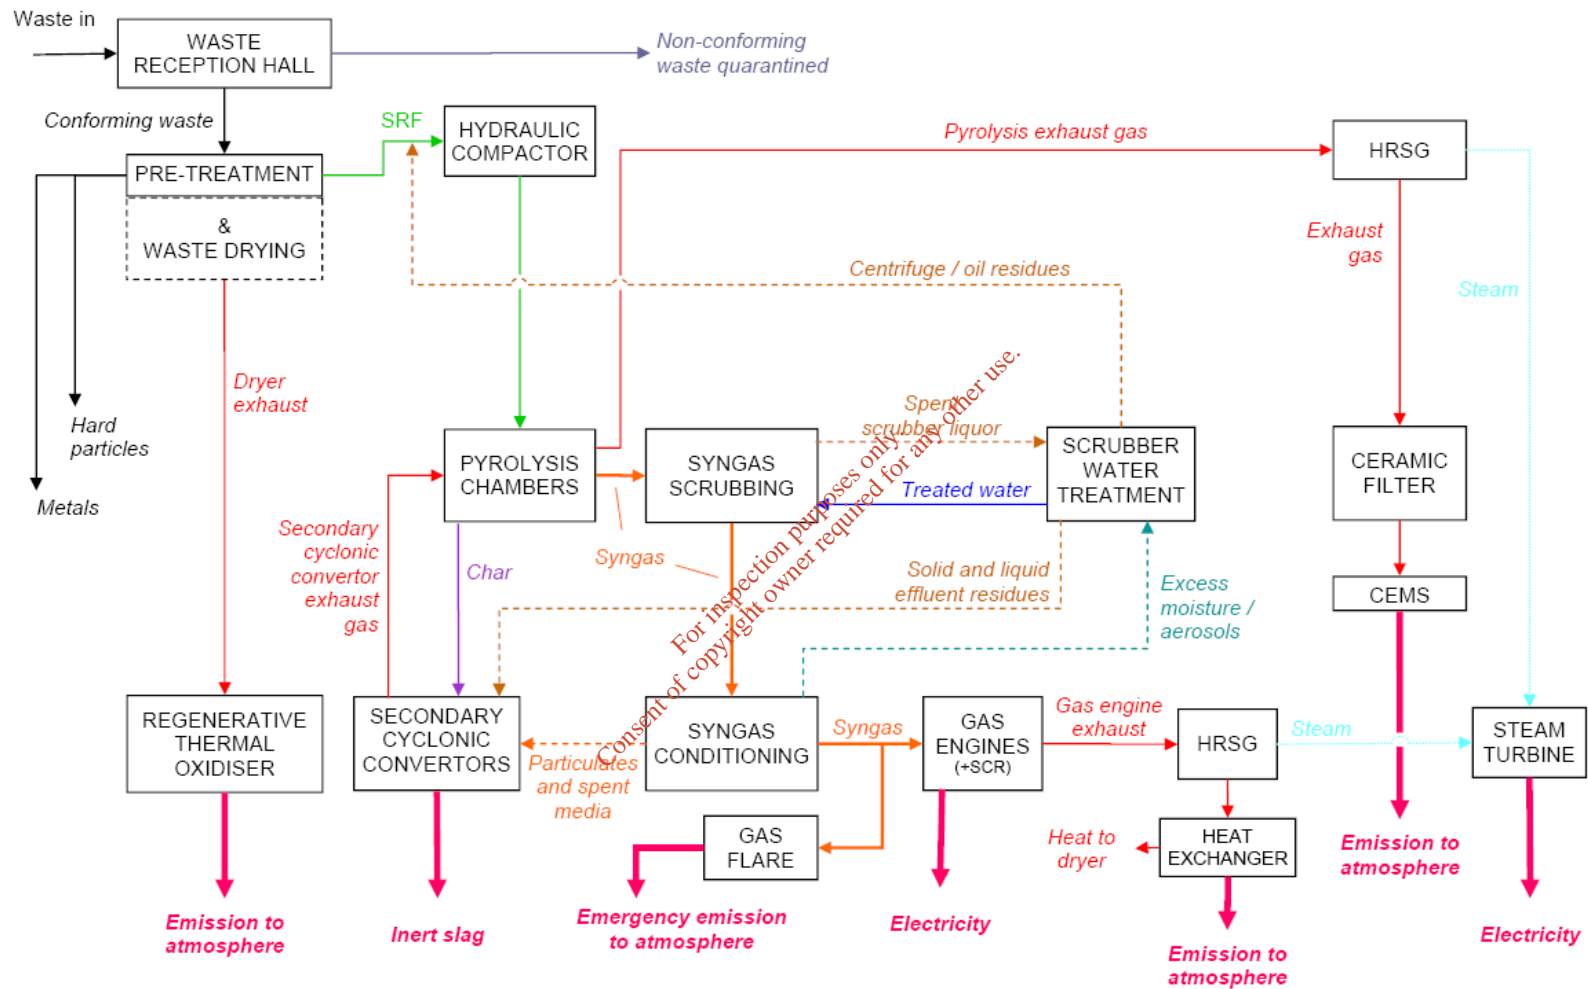 Waste in
WASTE
RECEPTION HALL
Non-conforming
waste quarantined
Conforming waste
SRF
HYDRAULIC
COMPACTOR
Pyrolysis exhaust gas
HRSG
PRE-TREATMENT
&
WASTE DRYING
Exhaust
gas
Centrifuge / oil residues
Steam
Dryer
exhaust
Hard
particles
Metals
Spent
scrubber liquor
PYROLYSIS
CHAMBERS
SYNGAS
SCRUBBING
SCRUBBER
WATER
TREATMENT
CERAMIC
FILTER
Treated water
Secondary
cyclonic
convertor
exhaust
gas
Syngas
Char
Solid and liquid
effluent residues
Excess
moisture /
aerosols
CEMS
For inspection purposes only.
Consent of copyright owner required for any other use.
REGENERATIVE
THERMAL
OXIDISER
SECONDARY
CYCLONIC
CONVERTORS
SYNGAS
CONDITIONING
Syngas
GAS
ENGINES
(+SCR)
Gas engine
exhaust
HRSG
Steam
STEAM
TURBINE
Particulates
and spent
media
GAS
FLARE
Heat to
dryer
HEAT
EXCHANGER
Emission to
atmosphere
Emission to
atmosphere
Inert slag
Emergency emission
to atmosphere
Electricity
Emission to
atmosphere
Electricity